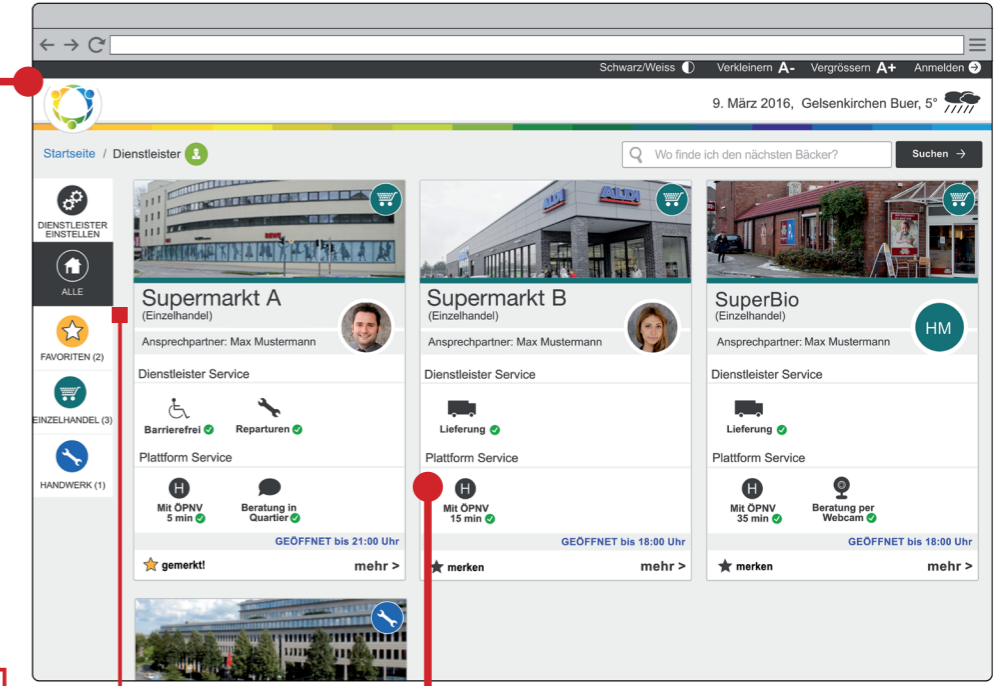 Schwarz/Weiss Verkleinern A- Vergrössern A+ Anmelden
9. März 2016, Gelsenkirchen Buer, 5°
Startseite / Dienstleister
Wo finde ich den nächsten Bäcker?
Suchen →
DIENSTLEISTER
EINSTELLEN
ALLE
FAVORITEN (2)
EINZELHANDEL (3)
HANDWERK (1)
REWE
Supermarkt A
(Einzelhandel)
Ansprechpartner: Max Mustermann
Dienstleister Service
Barrierefrei
Reparturen
Plattform Service
H
Mit ÖPNV
5 min
Beratung in
Quartier
GEÖFFNET bis 21:00 Uhr
gemerkt!
mehr >
ALDI
ALDI
Supermarkt B
(Einzelhandel)
Ansprechpartner: Max Mustermann
Dienstleister Service
Lieferung
Plattform Service
H
Mit ÖPNV
15 min
GEÖFFNET bis 18:00 Uhr
merken
mehr >
SuperBio
(Einzelhandel)
HM
Ansprechpartner: Max Mustermann
Dienstleister Service
Lieferung
Plattform Service
H
Mit ÖPNV
35 min
Beratung per
Webcam
GEÖFFNET bis 18:00 Uhr
merken
mehr >